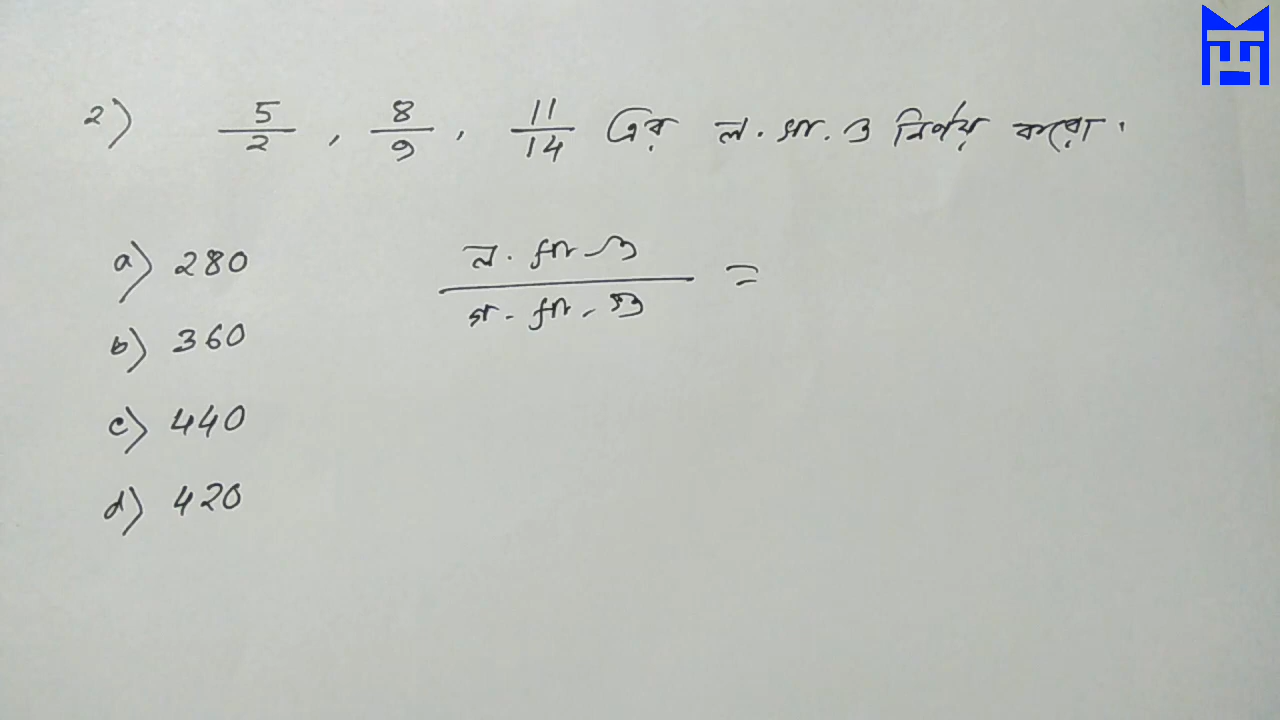 2) 5/2 , 8/9 , 11/14 এর ল. সা. গু নির্ণয় করো.
a) 280
b) 360
c) 440
d) 420
ল. সা. গু / গ. সা. গু =